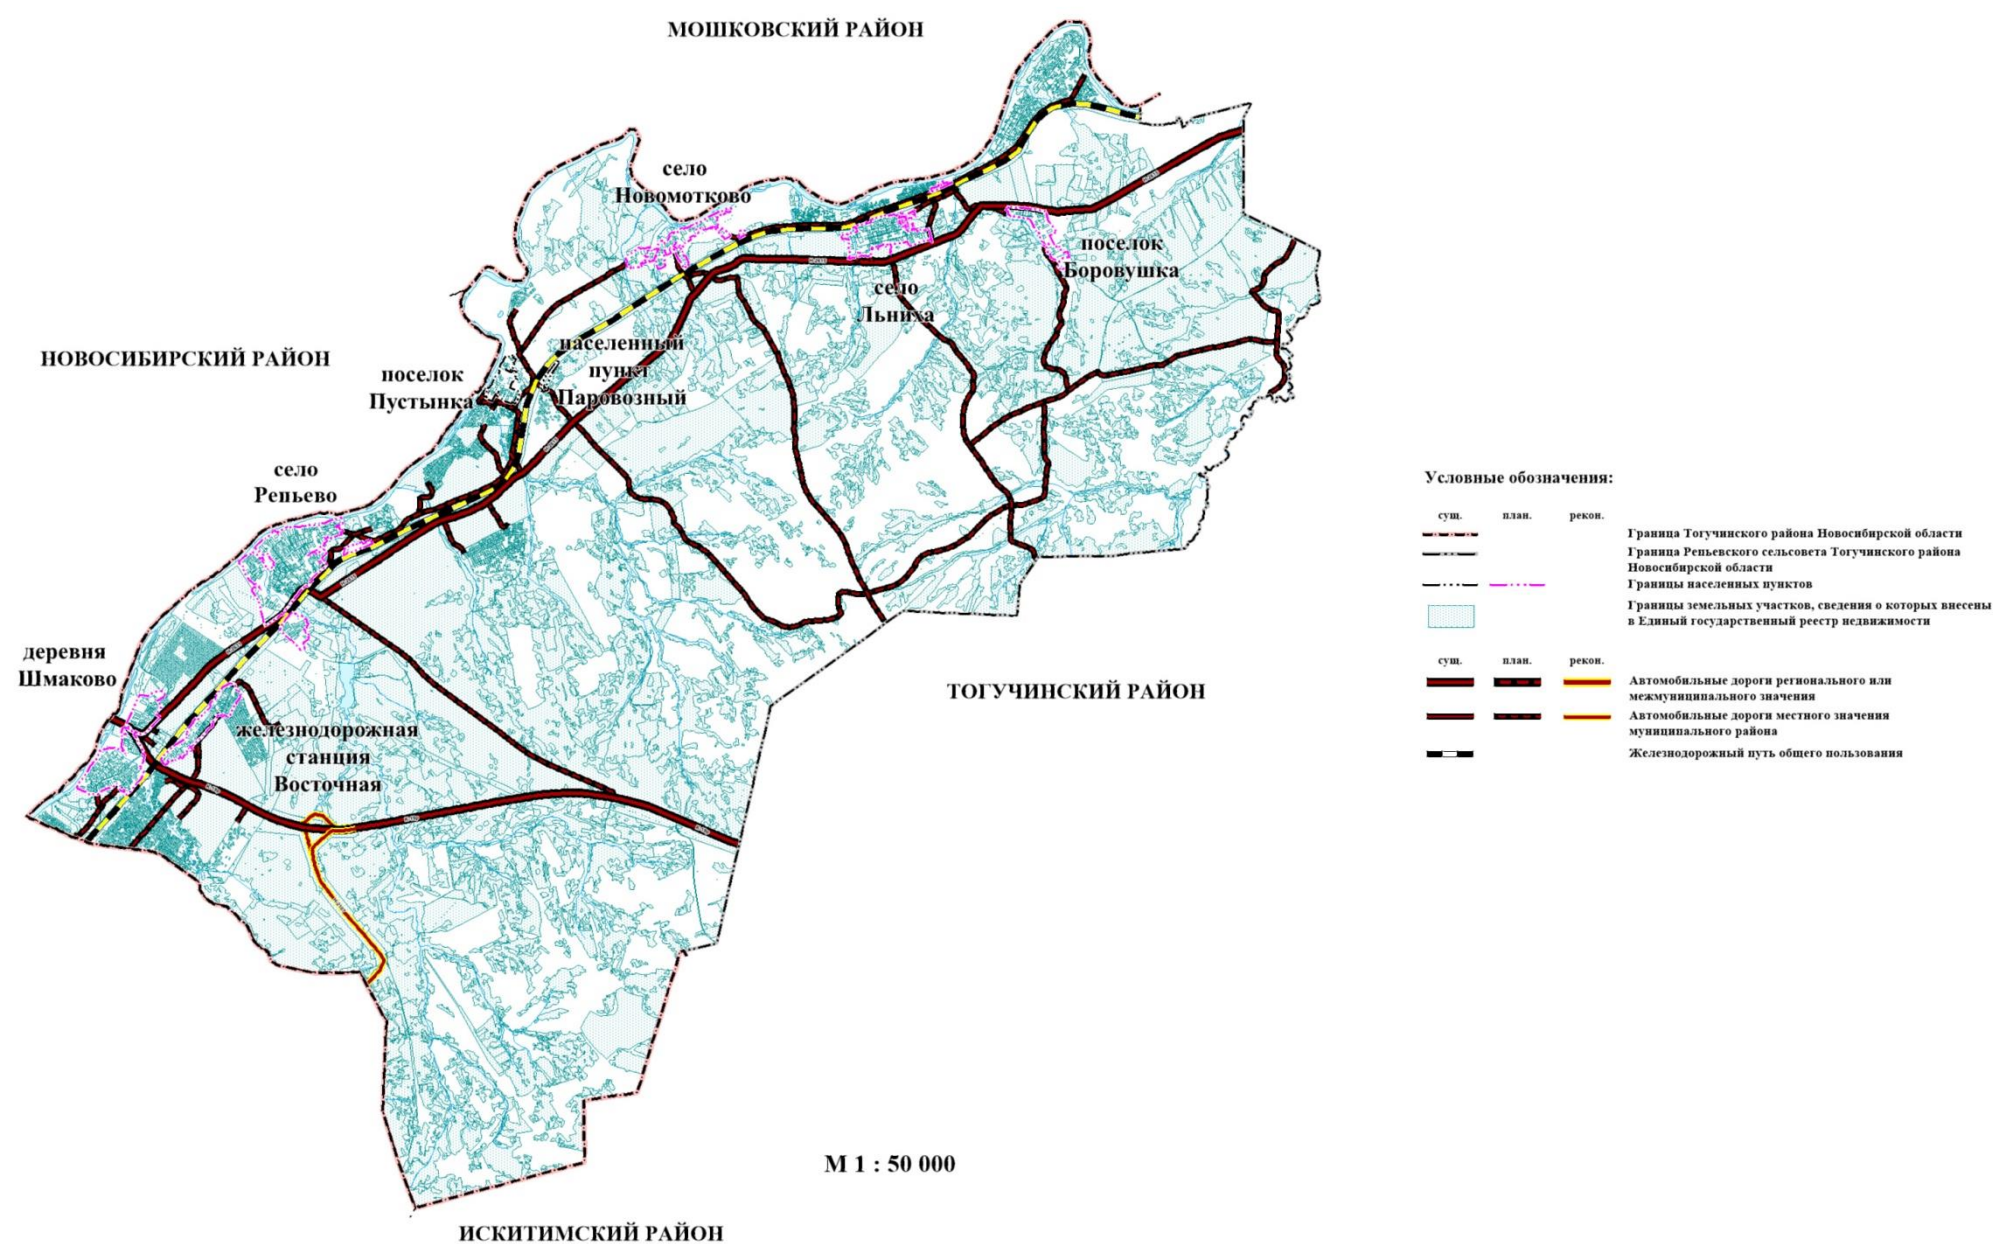 МОШКОВСКИЙ РАЙОН
село
Новомотково
поселок
Боровушка
село
Льниха
НОВОСИБИРСКИЙ РАЙОН
населенный
пункт
Паровозный
поселок
Пустынка
село
Репьево
деревня
Шмаково
железнодорожная
станция
Восточная
ТОГУЧИНСКИЙ РАЙОН
М 1 : 50 000
ИСКИТИМСКИЙ РАЙОН
Условные обозначения:
сущ. план. рекон.
Граница Тогучинского района Новосибирской области
Граница Репьевского сельсовета Тогучинского района
Новосибирской области
Границы населенных пунктов
Границы земельных участков, сведения о которых внесены
в Единый государственный реестр недвижимости
сущ. план. рекон.
Автомобильные дороги регионального или
межмуниципального значения
Автомобильные дороги местного значения
муниципального района
Железнодорожный путь общего пользования